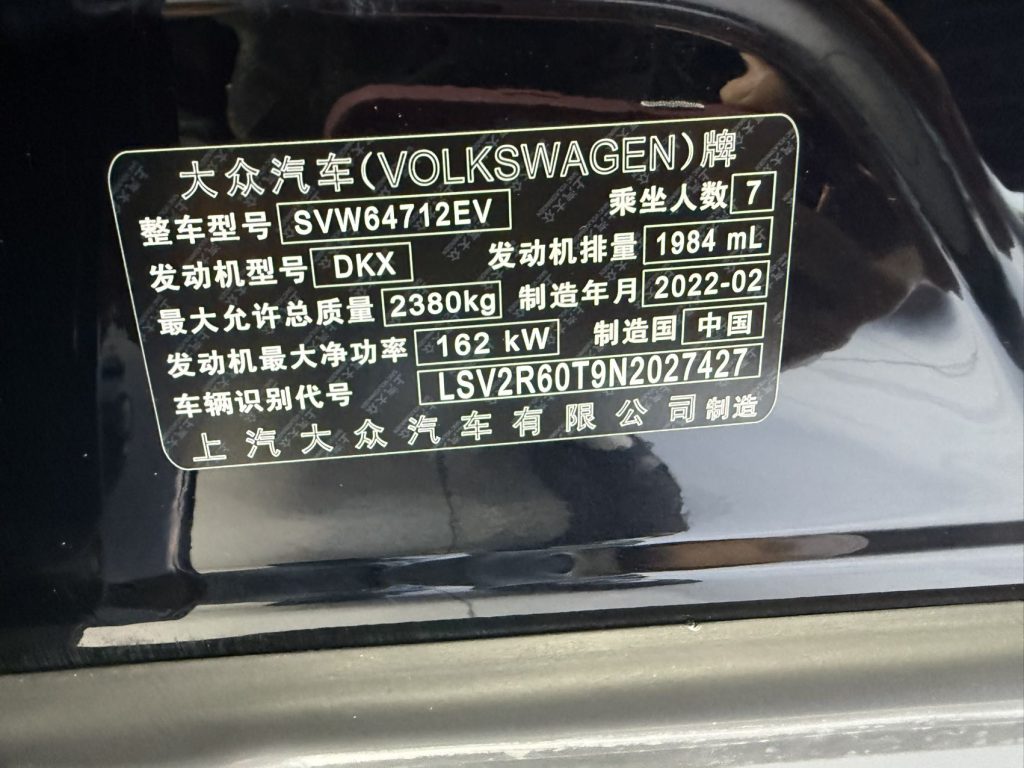 大众汽车(VOLKSWAGEN)牌
整车型号 SVW64712EV 乘坐人数 7
发动机型号 DKX 发动机排量 1984 mL
最大允许总质量 2380kg 制造年月 2022-02
发动机最大净功率 162 kW 制造国 中国
车辆识别代号 LSV2R60T9N2027427
上汽大众汽车有限公司制造